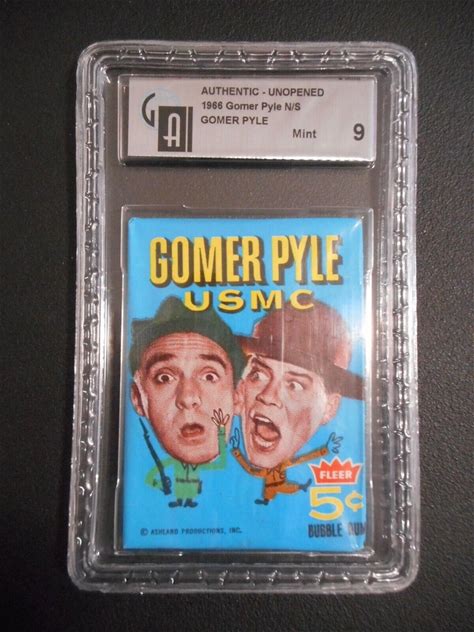 GA
AUTHENTIC - UNOPENED
1966 Gomer Pyle N/S
GOMER PYLE
Mint 9
GOMER PYLE
USMC
FLEER
5¢
© ASHLAND PRODUCTIONS, INC.
BUBBLE GUM